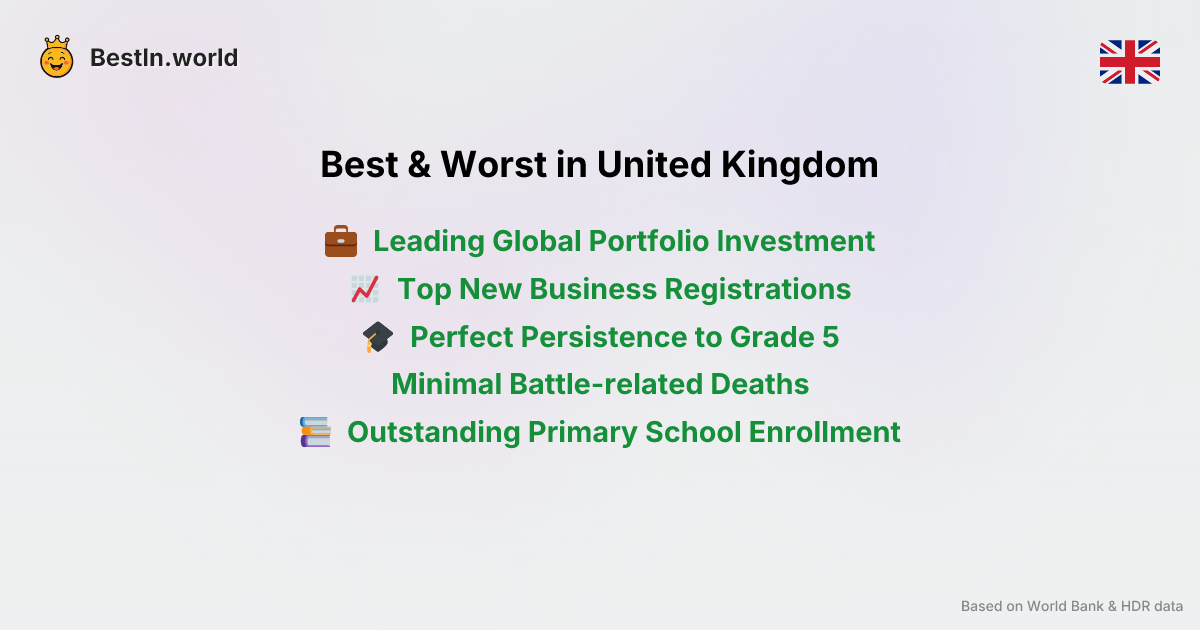 BestIn.world
Best & Worst in United Kingdom
Leading Global Portfolio Investment
Top New Business Registrations
Perfect Persistence to Grade 5
Minimal Battle-related Deaths
Outstanding Primary School Enrollment
Based on World Bank & HDR data